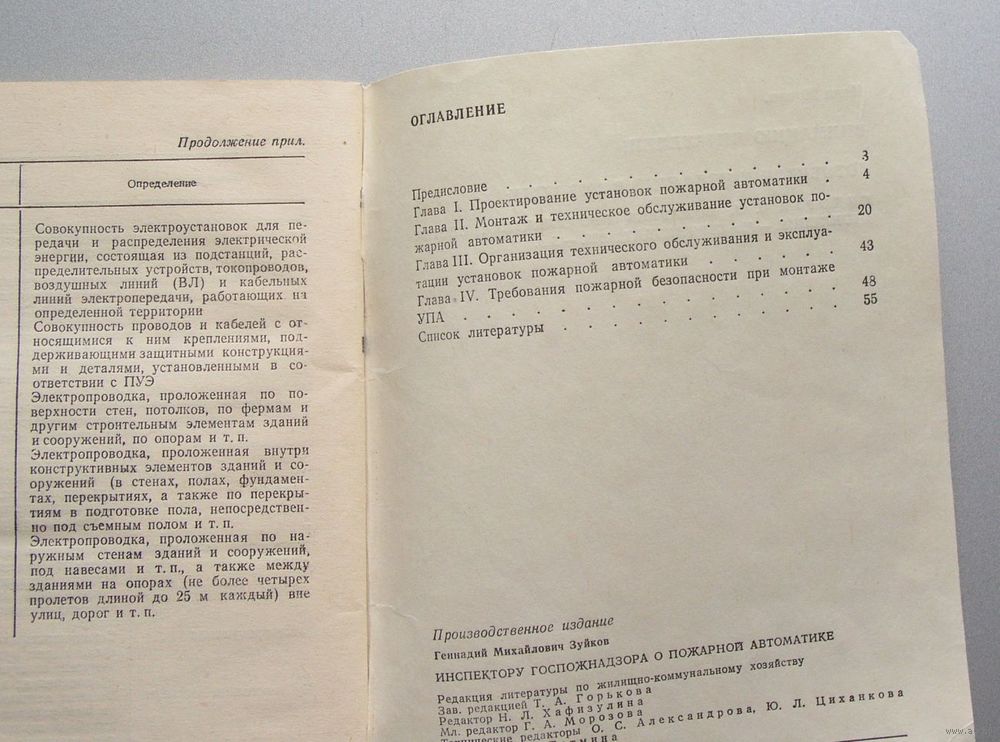 Продолжение прил.
Определение
Совокупность электроустановок для пе-
редачи и распределения электрической
энергии, состоящая из подстанций, рас-
пределительных устройств, токопроводов,
воздушных линий (ВЛ) и кабельных
линий электропередачи, работающих на
определенной территории
Совокупность проводов и кабелей с от-
носящимися к ним креплениями, под-
держивающими защитными конструкция-
ми и деталями, установленными в со-
ответствии с ПУЭ
Электропроводка, проложенная по по-
верхности стен, потолков, по фермам и
другим строительным элементам зданий
и сооружений, по опорам и т. п.
Электропроводка, проложенная внутри
конструктивных элементов зданий и со-
оружений (в стенах, полах, фундамен-
тах, перекрытиях, а также по перекры-
тиям в подготовке пола, непосредствен-
но под съемным полом и т. п.
Электропроводка, проложенная по на-
ружным стенам зданий и сооружений,
под навесами и т. п., а также между
зданиями на опорах (не более четырех
пролетов длиной до 25 м каждый) вне
улиц, дорог и т. п.
ОГЛАВЛЕНИЕ
Предисловие . . . . . . . . . . . . 3
Глава I. Проектирование установок пожарной автоматики . 4
Глава II. Монтаж и техническое обслуживание установок по-
жарной автоматики . . . . . . . . . . 20
Глава III. Организация технического обслуживания и эксплуа-
тации установок пожарной автоматики . . . . . 43
Глава IV. Требования пожарной безопасности при монтаже
УПА . . . . . . . . . . . . . 48
Список литературы . . . . . . . . . . 55
Производственное издание
Геннадий Михайлович Зуйков
ИНСПЕКТОРУ ГОСПОЖНАДЗОРА О ПОЖАРНОЙ АВТОМАТИКЕ
Редакция литературы по жилищно-коммунальному хозяйству
Зав. редакцией Т. А. Горькова
Редактор Н. Л. Хафизулина
Мл. редактор Г. А. Морозова
Технические редакторы О. С. Александрова, Ю. Л. Циханкова